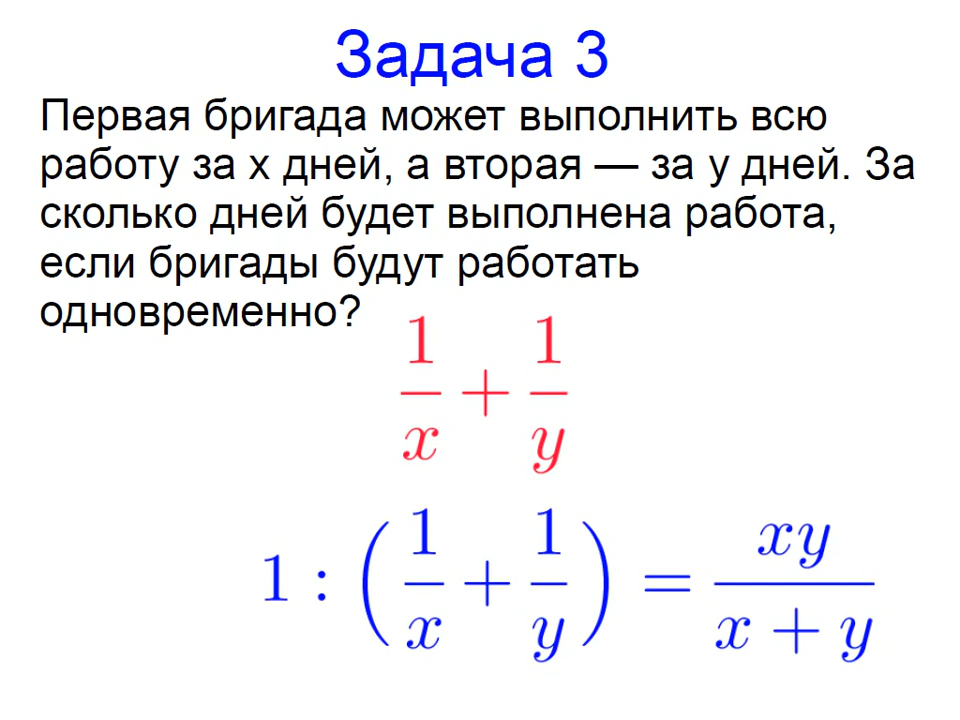 Задача 3
Первая бригада может выполнить всю
работу за x дней, а вторая — за y дней. За
сколько дней будет выполнена работа,
если бригады будут работать
одновременно?
1/x + 1/y
1 : (1/x + 1/y) = xy/(x + y)